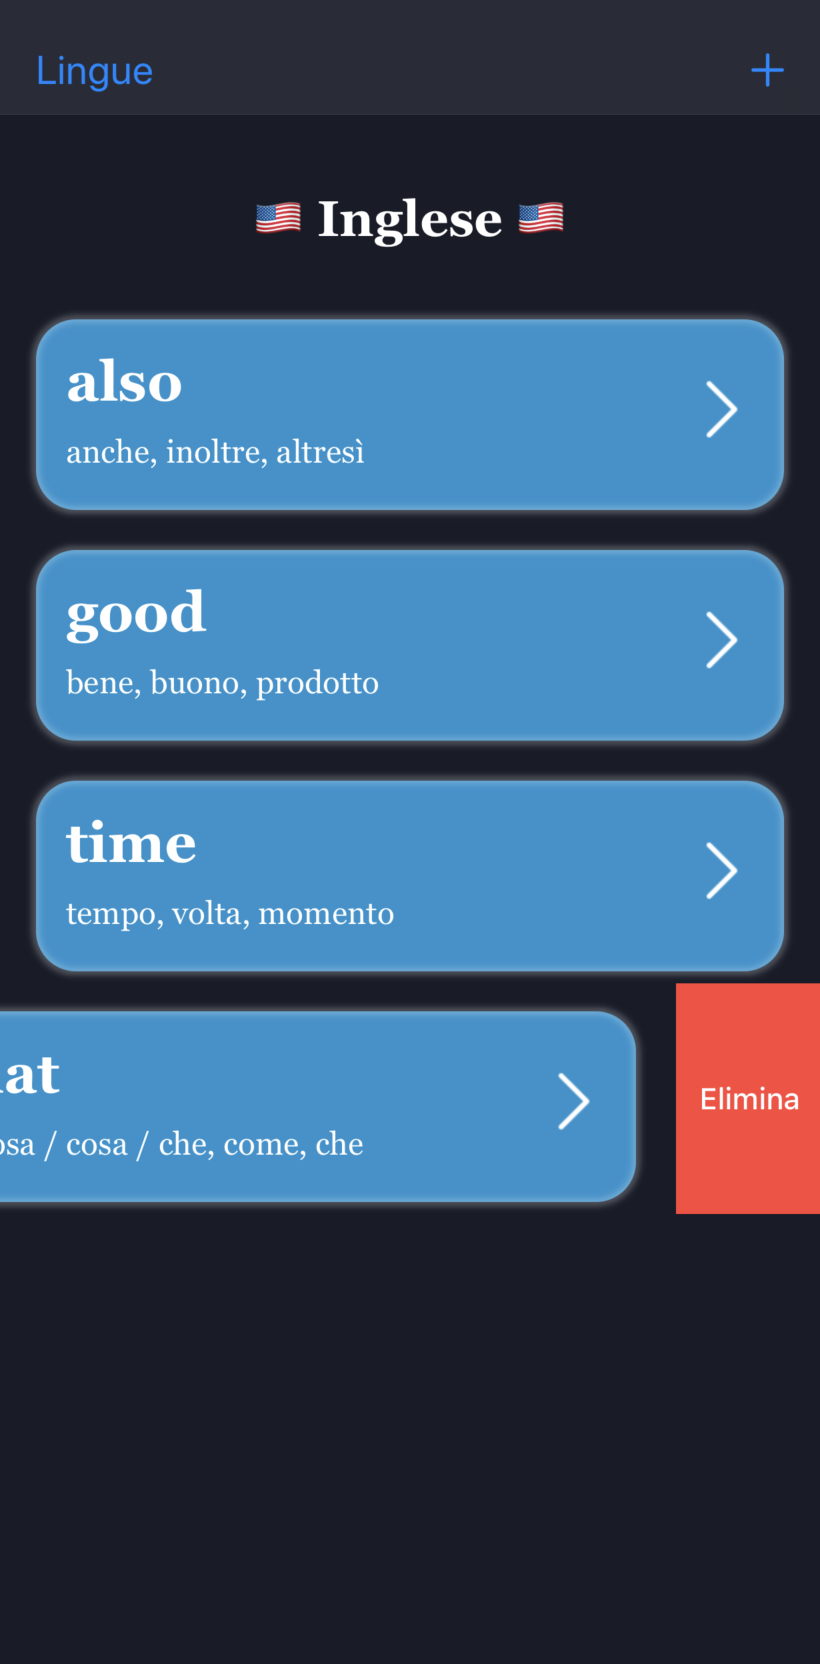 Lingue
Inglese
also
anche, inoltre, altresì
good
bene, buono, prodotto
time
tempo, volta, momento
at
osa / cosa / che, come, che
Elimina